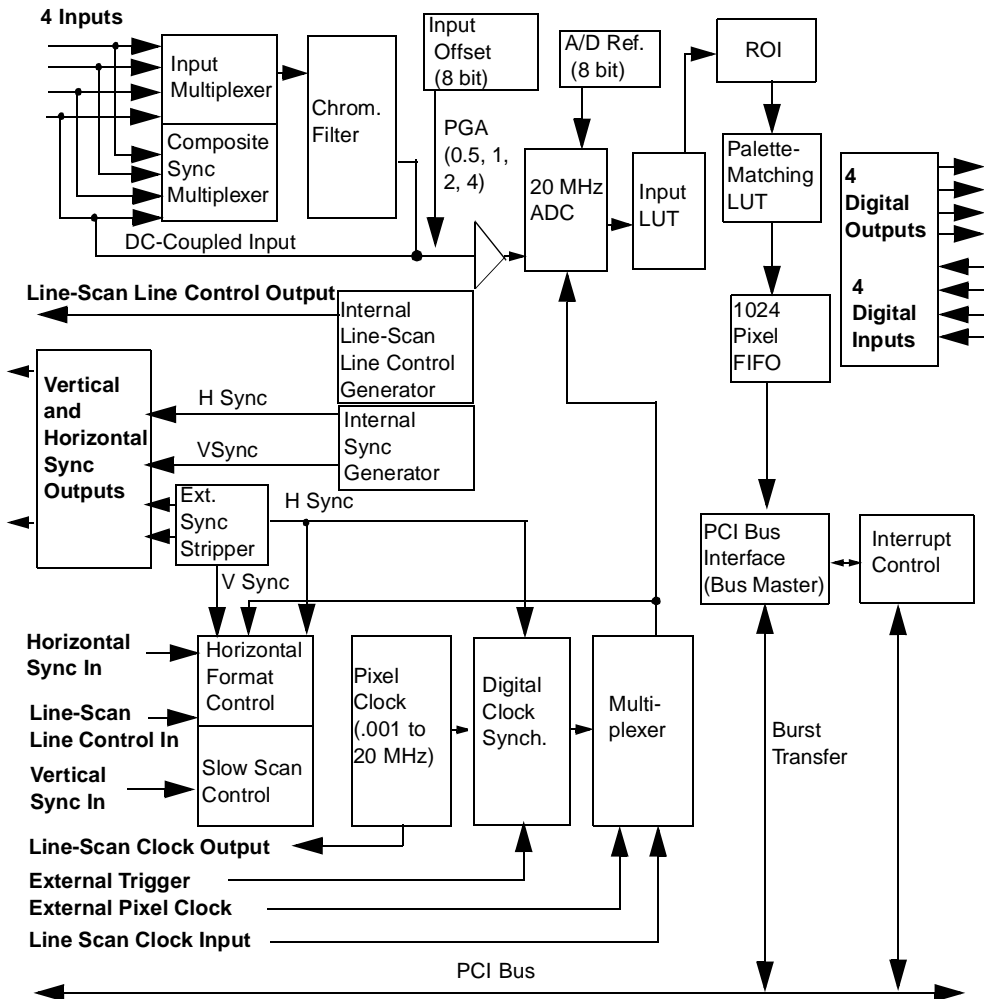 4 Inputs
Input
Multiplexer
Composite
Sync
Multiplexer
Chrom.
Filter
Input
Offset
(8 bit)
PGA
(0.5, 1,
2, 4)
A/D Ref.
(8 bit)
20 MHz
ADC
Input
LUT
ROI
Palette-
Matching
LUT
4
Digital
Outputs
4
Digital
Inputs
DC-Coupled Input
Line-Scan Line Control Output
Internal
Line-Scan
Line Control
Generator
1024
Pixel
FIFO
Vertical
and
Horizontal
Sync
Outputs
H Sync
VSync
Internal
Sync
Generator
Ext.
Sync
Stripper
H Sync
V Sync
PCI Bus
Interface
(Bus Master)
Interrupt
Control
Horizontal
Sync In
Line-Scan
Line Control In
Vertical
Sync In
Horizontal
Format
Control
Slow Scan
Control
Pixel
Clock
(.001 to
20 MHz)
Digital
Clock
Synch.
Multi-
plexer
Burst
Transfer
Line-Scan Clock Output
External Trigger
External Pixel Clock
Line Scan Clock Input
PCI Bus